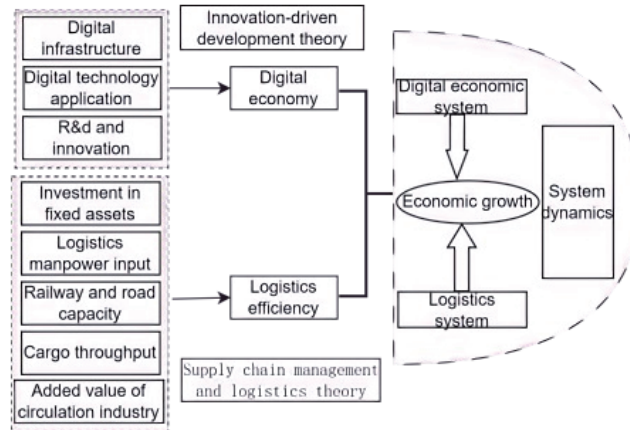 Digital
infrastructure
Digital technology
application
R&d and
innovation
Investment in
fixed assets
Logistics
manpower input
Railway and road
capacity
Cargo throughput
Added value of
circulation industry
Innovation-driven
development theory
Digital
economy
Logistics
efficiency
Supply chain management
and logistics theory
Digital economic
system
Economic growth
Logistics
system
System
dynamics